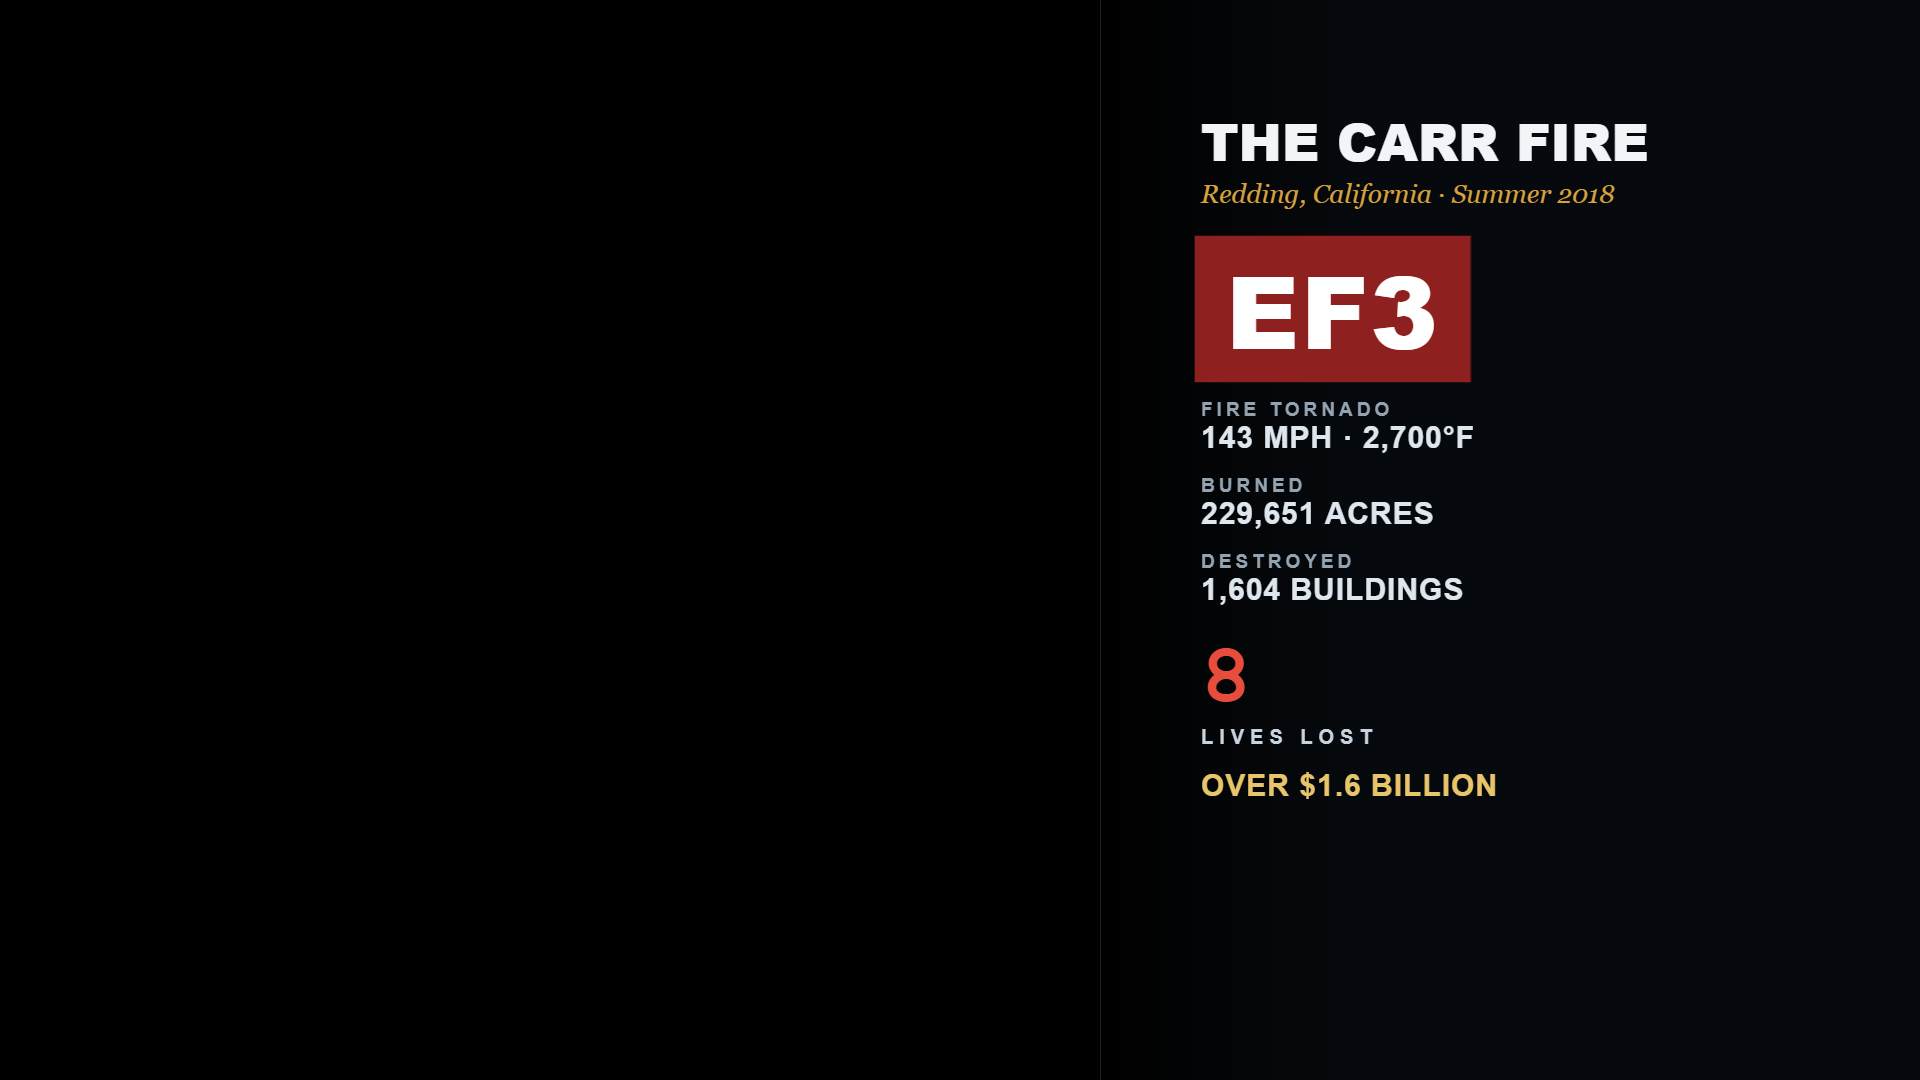 THE CARR FIRE
Redding, California · Summer 2018
EF3
FIRE TORNADO
143 MPH · 2,700°F
BURNED
229,651 ACRES
DESTROYED
1,604 BUILDINGS
8
LIVES LOST
OVER $1.6 BILLION